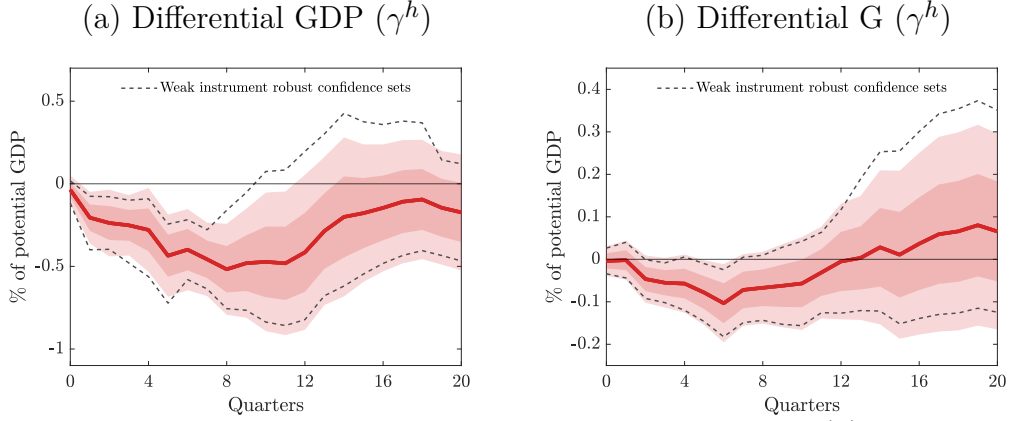 (a) Differential GDP (γ^h)
0.5
0
-0.5
-1
% of potential GDP
Weak instrument robust confidence sets
0 4 8 12 16 20
Quarters
(b) Differential G (γ^h)
0.4
0.3
0.2
0.1
0
-0.1
-0.2
% of potential GDP
Weak instrument robust confidence sets
0 4 8 12 16 20
Quarters